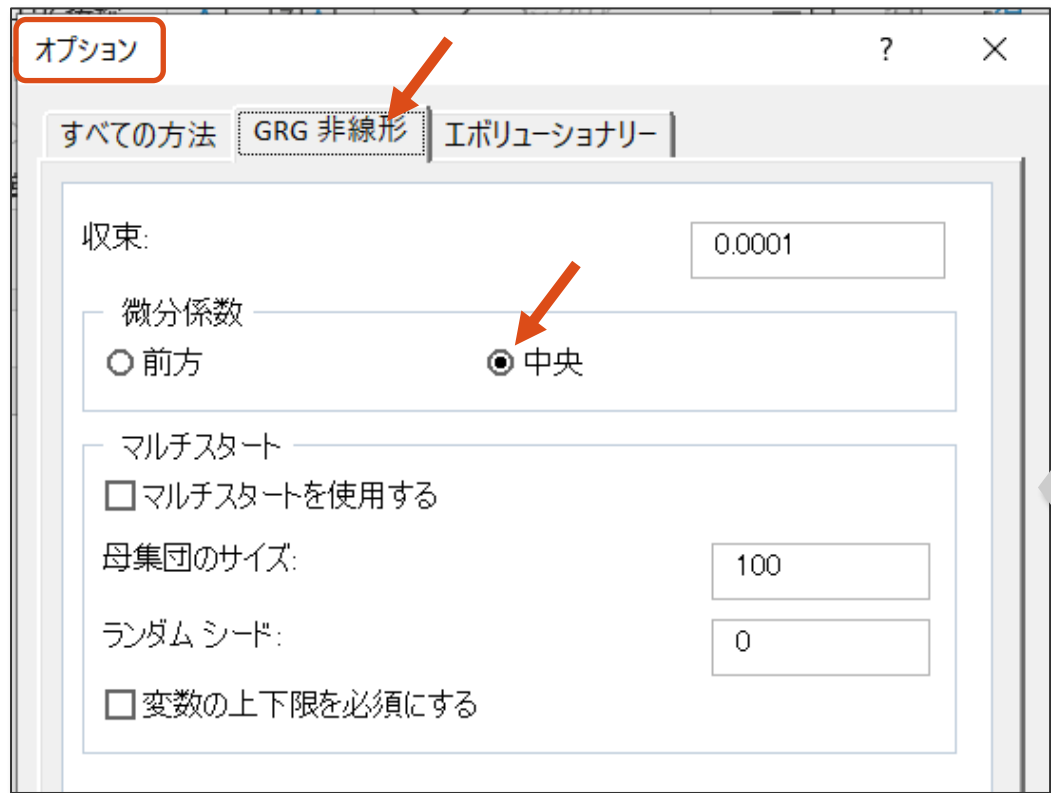 オプション
?
すべての方法 GRG 非線形 エボリューショナリー
収束: 0.0001
微分係数
前方 中央
マルチスタート
マルチスタートを使用する
母集団のサイズ: 100
ランダム シード: 0
変数の上下限を必須にする